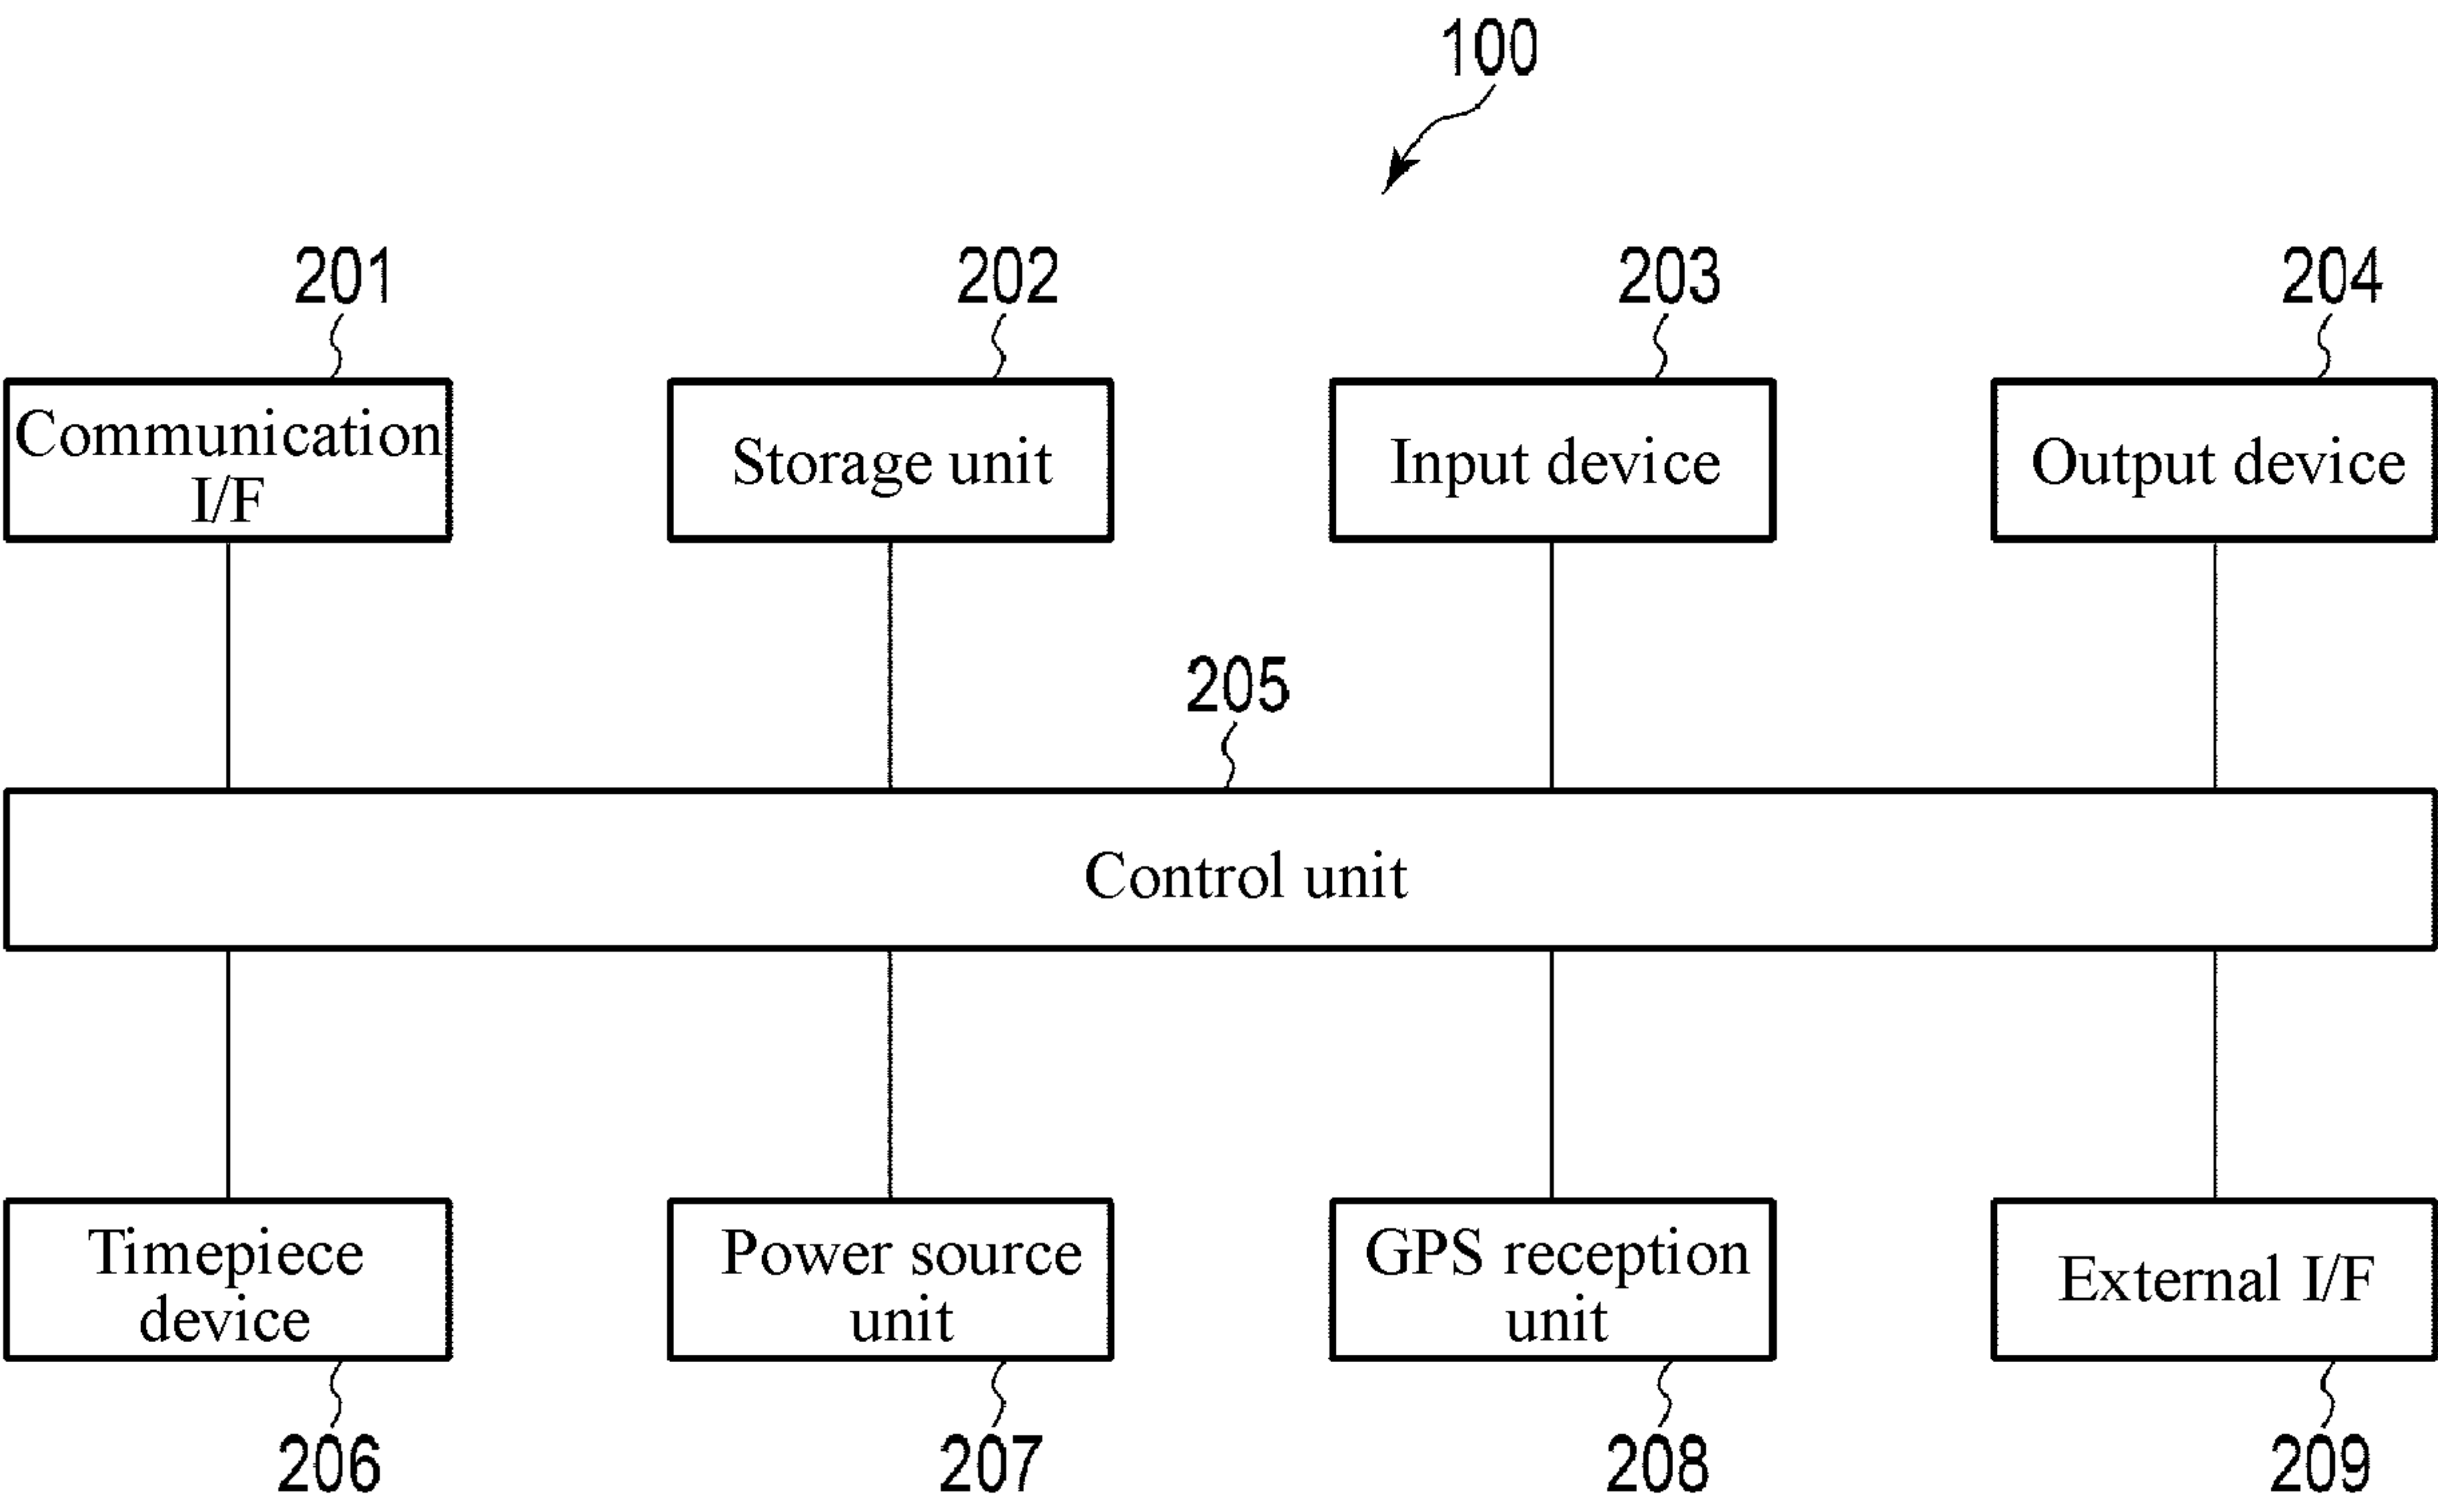 100
201
202
203
204
Communication
I/F
Storage unit
Input device
Output device
205
Control unit
Timepiece
device
Power source
unit
GPS reception
unit
External I/F
206
207
208
209